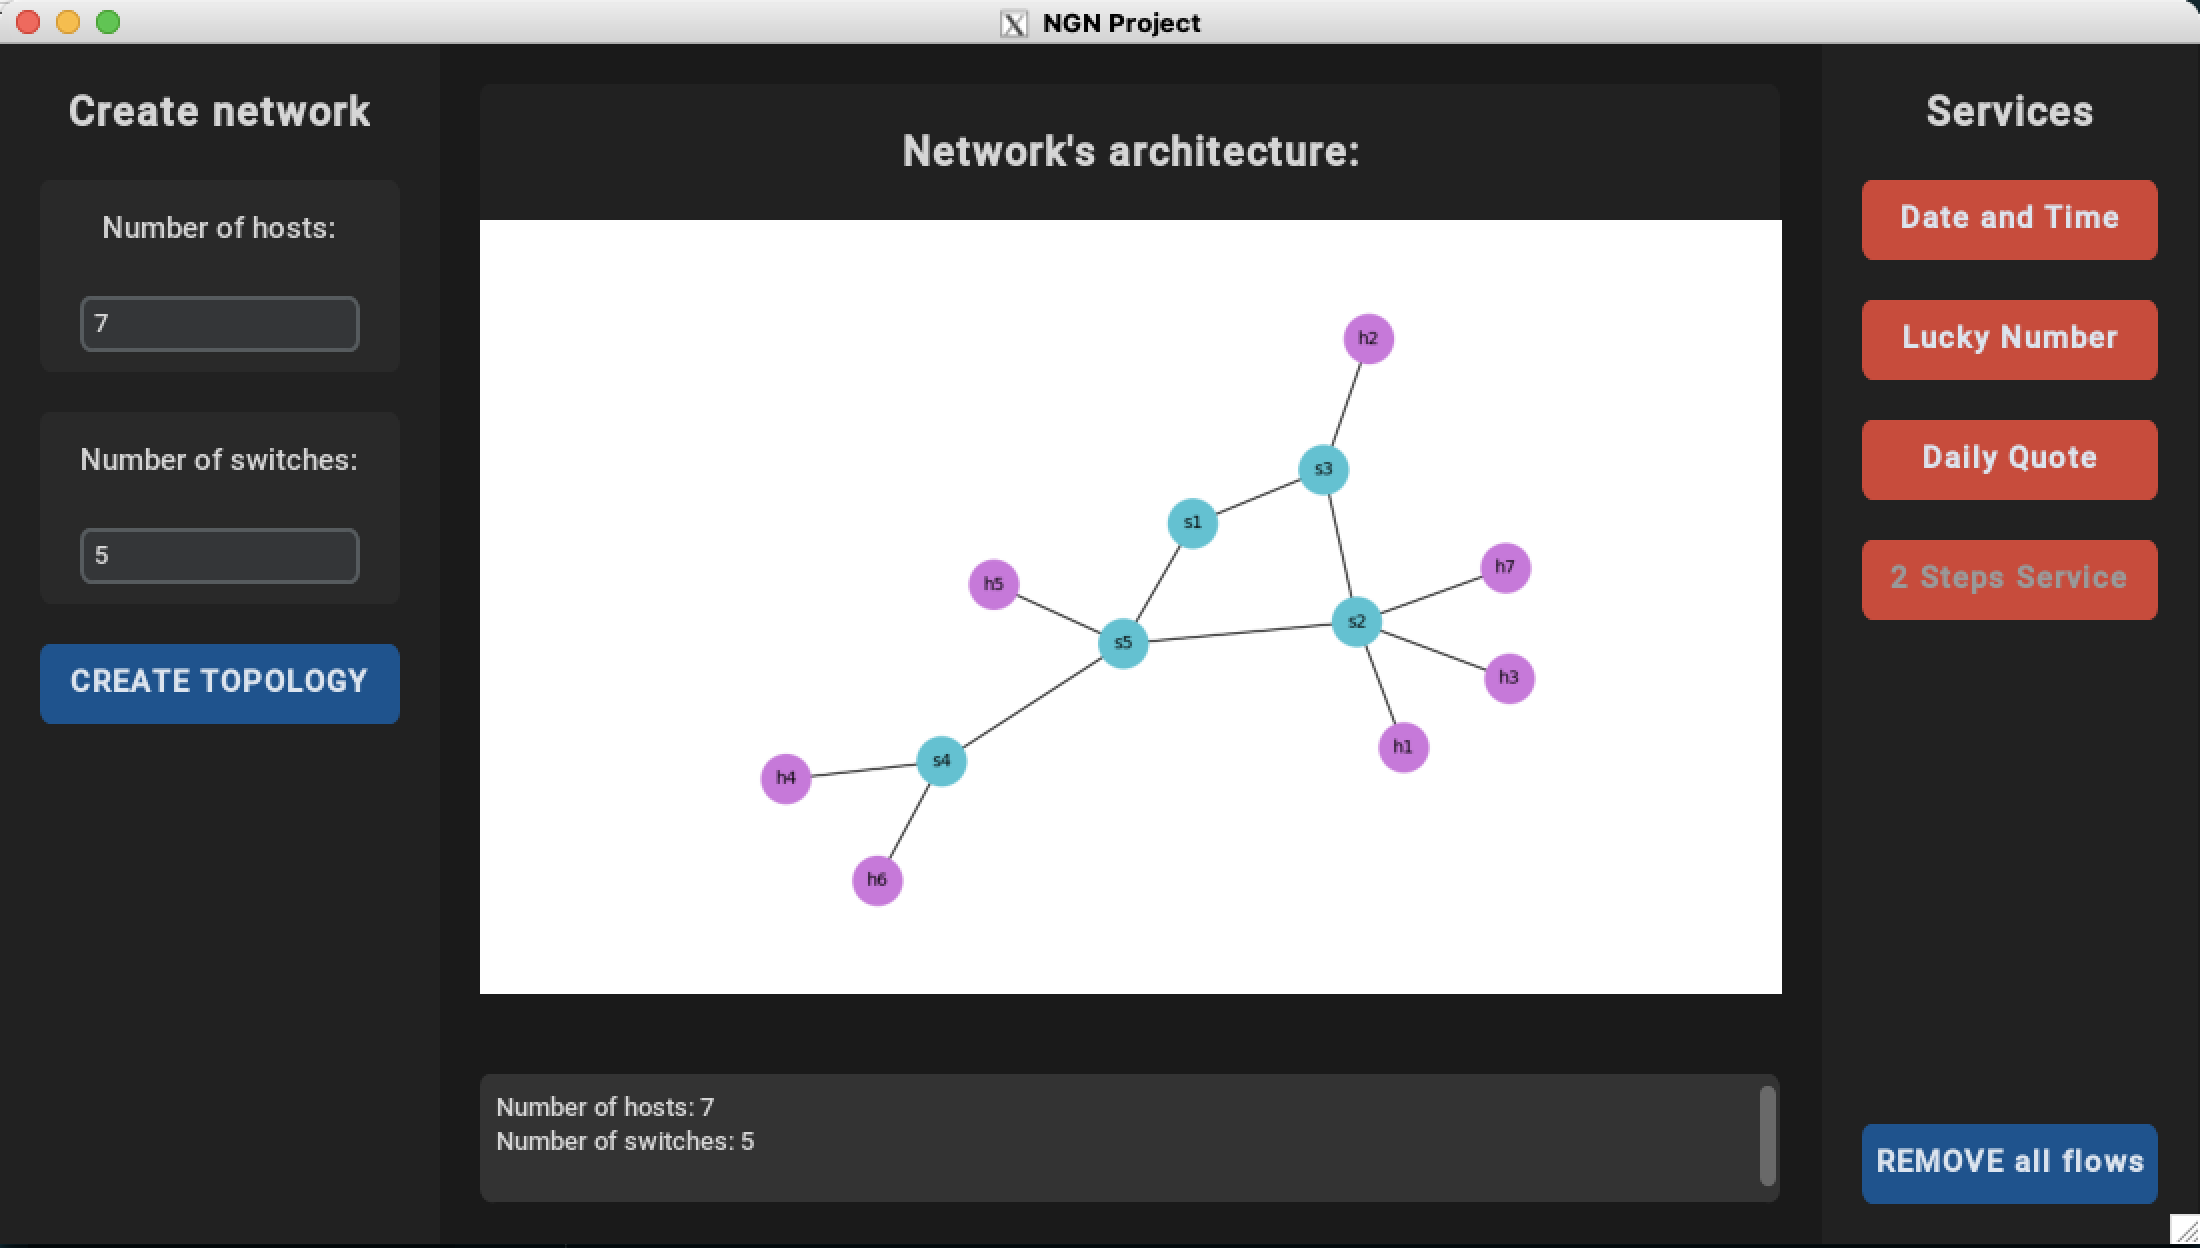 NGN Project
Create network
Number of hosts:
7
Number of switches:
5
CREATE TOPOLOGY
Network's architecture:
h2
s3
s1
h7
h5
s2
s5
h3
h1
s4
h4
h6
Number of hosts: 7
Number of switches: 5
Services
Date and Time
Lucky Number
Daily Quote
2 Steps Service
REMOVE all flows